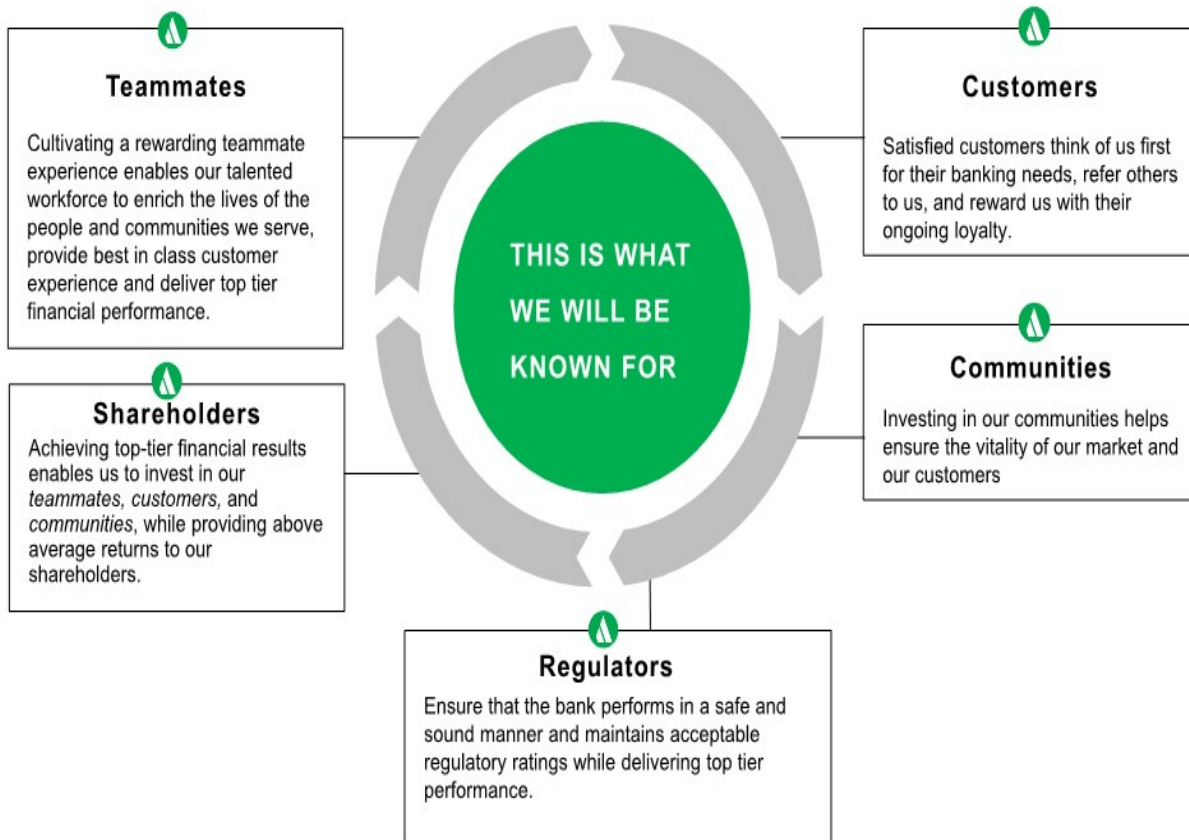 Teammates
Cultivating a rewarding teammate
experience enables our talented
workforce to enrich the lives of the
people and communities we serve,
provide best in class customer
experience and deliver top tier
financial performance.
Customers
Satisfied customers think of us first
for their banking needs, refer others
to us, and reward us with their
ongoing loyalty.
THIS IS WHAT
WE WILL BE
KNOWN FOR
Shareholders
Achieving top-tier financial results
enables us to invest in our
teammates, customers, and
communities, while providing above
average returns to our
shareholders.
Communities
Investing in our communities helps
ensure the vitality of our market and
our customers
Regulators
Ensure that the bank performs in a safe and
sound manner and maintains acceptable
regulatory ratings while delivering top tier
performance.